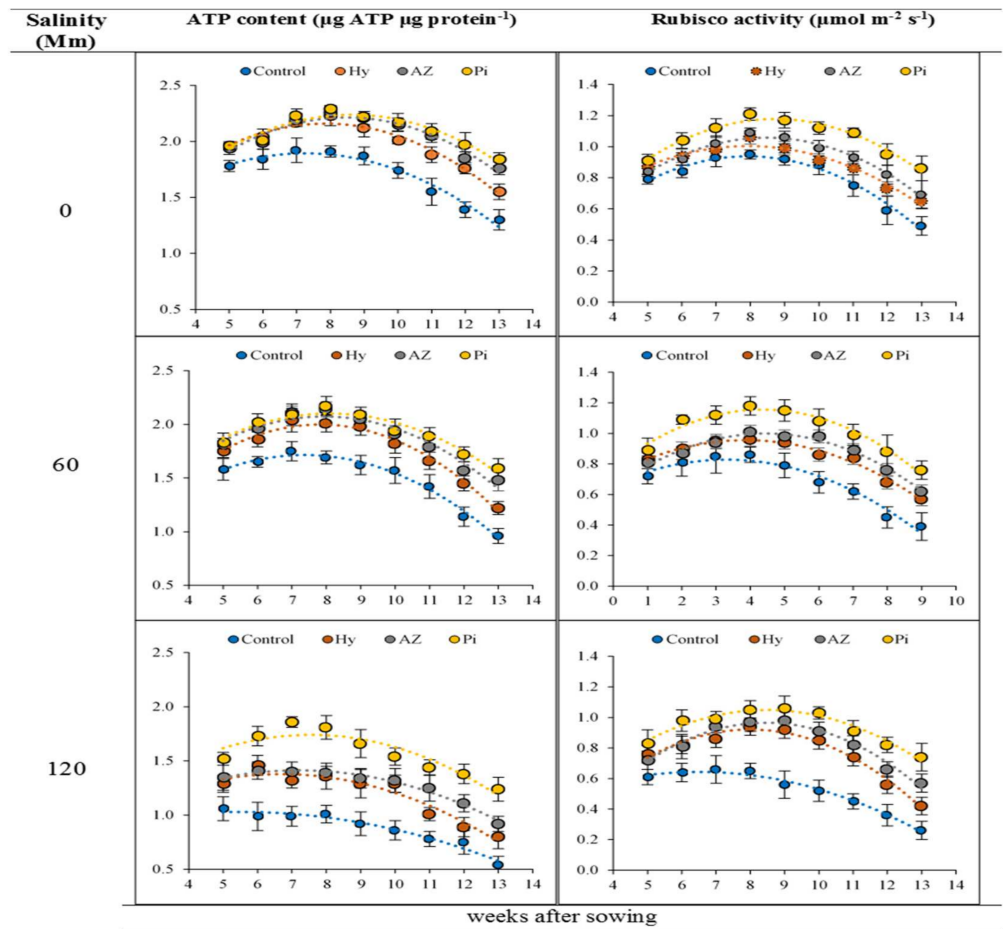 Salinity (Mm)
ATP content (µg ATP µg protein⁻¹)
Rubisco activity (µmol m⁻² s⁻¹)
0
Control Hy AZ Pi
2.5
2.0
1.5
1.0
0.5
4 5 6 7 8 9 10 11 12 13 14
Control Hy AZ Pi
1.4
1.2
1.0
0.8
0.6
0.4
0.2
0.0
4 5 6 7 8 9 10 11 12 13 14
60
Control Hy AZ Pi
2.5
2.0
1.5
1.0
0.5
4 5 6 7 8 9 10 11 12 13 14
Control Hy AZ Pi
1.4
1.2
1.0
0.8
0.6
0.4
0.2
0.0
0 1 2 3 4 5 6 7 8 9 10
120
Control Hy AZ Pi
2.5
2.0
1.5
1.0
0.5
4 5 6 7 8 9 10 11 12 13 14
Control Hy AZ Pi
1.4
1.2
1.0
0.8
0.6
0.4
0.2
0.0
4 5 6 7 8 9 10 11 12 13 14
weeks after sowing